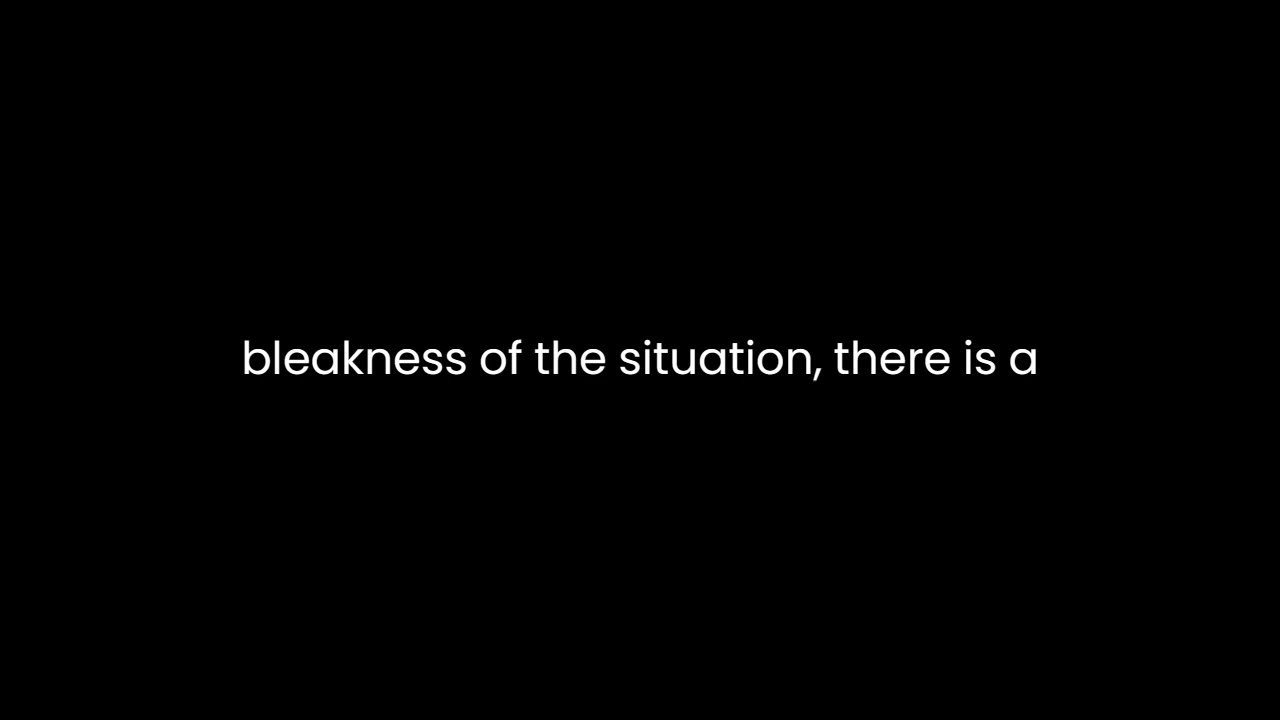 bleakness of the situation, there is a